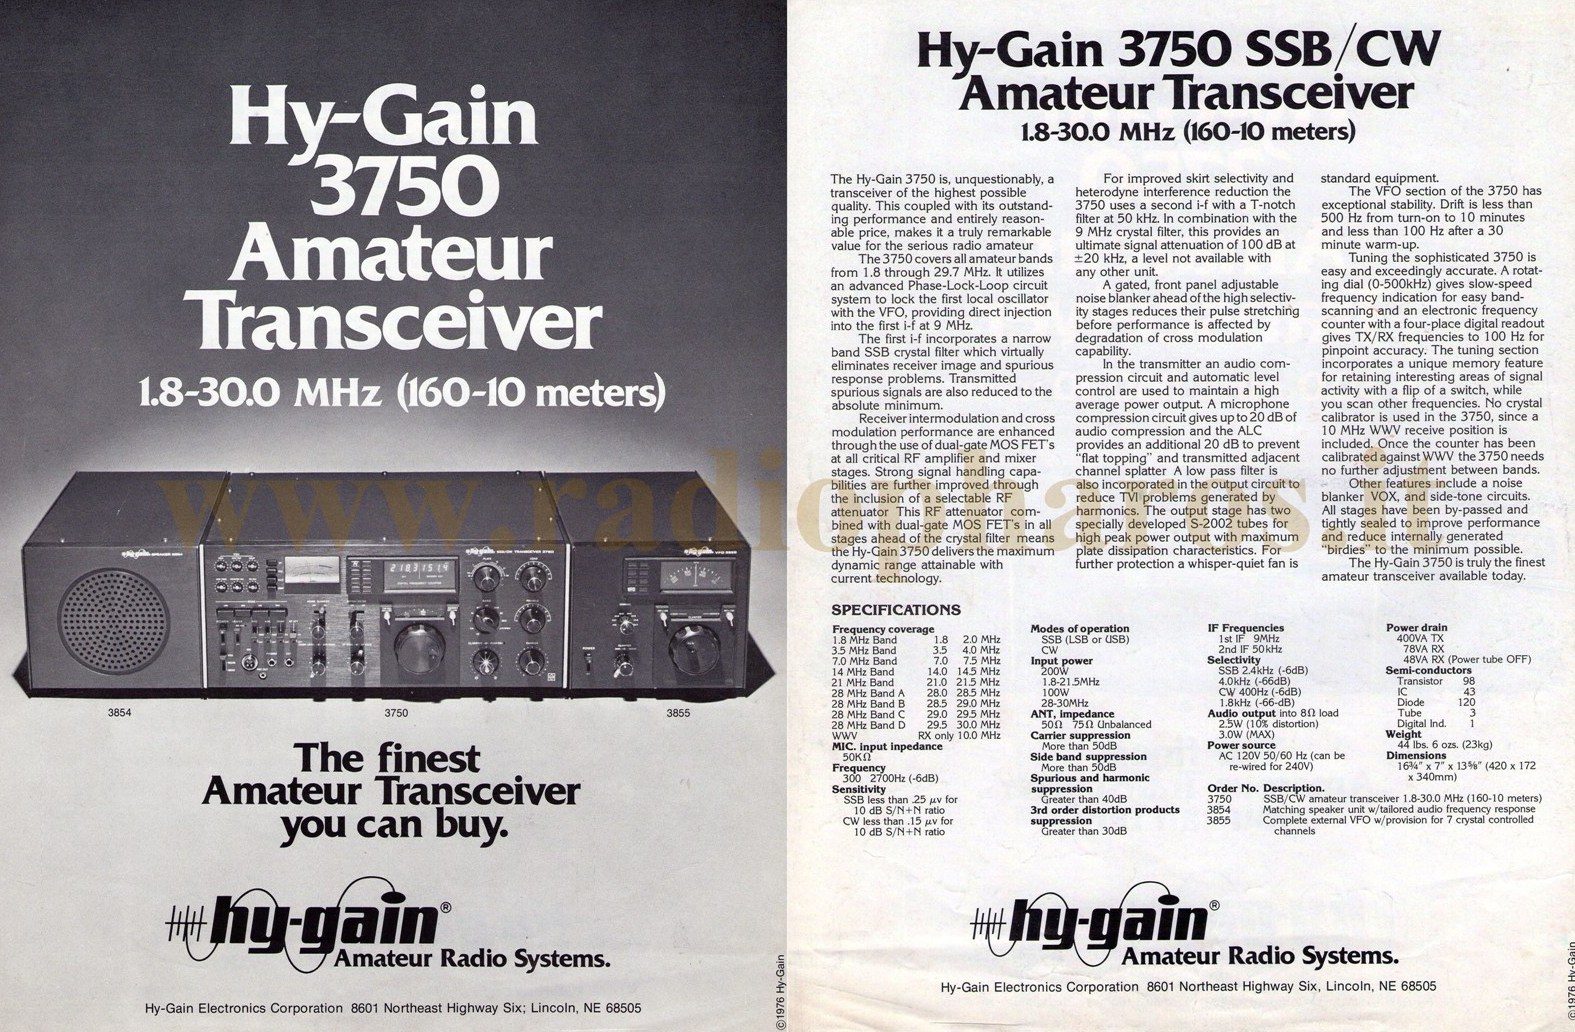 Hy-Gain
3750
Amateur
Transceiver
1.8-30.0 MHz (160-10 meters)
www.radiopharos.it
hy-gain SPEAKER 3854
hy-gain SSB/CW TRANSCEIVER 3750
hy-gain VFO 3855
3854
3750
3855
The finest
Amateur Transceiver
you can buy.
hy-gain®
Amateur Radio Systems.
Hy-Gain Electronics Corporation 8601 Northeast Highway Six; Lincoln, NE 68505
©1976 Hy-Gain
Hy-Gain 3750 SSB/CW
Amateur Transceiver
1.8-30.0 MHz (160-10 meters)
The Hy-Gain 3750 is, unquestionably, a
transceiver of the highest possible
quality. This coupled with its outstand-
ing performance and entirely reason-
able price, makes it a truly remarkable
value for the serious radio amateur
The 3750 covers all amateur bands
from 1.8 through 29.7 MHz. It utilizes
an advanced Phase-Lock-Loop circuit
system to lock the first local oscillator
with the VFO, providing direct injection
into the first i-f at 9 MHz.
The first i-f incorporates a narrow
band SSB crystal filter which virtually
eliminates receiver image and spurious
response problems. Transmitted
spurious signals are also reduced to the
absolute minimum.
Receiver intermodulation and cross
modulation performance are enhanced
through the use of dual-gate MOS FET's
at all critical RF amplifier and mixer
stages. Strong signal handling capa-
bilities are further improved through
the inclusion of a selectable RF
attenuator This RF attenuator com-
bined with dual-gate MOS FET's in all
stages ahead of the crystal filter means
the Hy-Gain 3750 delivers the maximum
dynamic range attainable with
current technology.
For improved skirt selectivity and
heterodyne interference reduction the
3750 uses a second i-f with a T-notch
filter at 50 kHz. In combination with the
9 MHz crystal filter, this provides an
ultimate signal attenuation of 100 dB at
±20 kHz, a level not available with
any other unit.
A gated, front panel adjustable
noise blanker ahead of the high selectiv-
ity stages reduces their pulse stretching
before performance is affected by
degradation of cross modulation
capability.
In the transmitter an audio com-
pression circuit and automatic level
control are used to maintain a high
average power output. A microphone
compression circuit gives up to 20 dB of
audio compression and the ALC
provides an additional 20 dB to prevent
"flat topping" and transmitted adjacent
channel splatter A low pass filter is
also incorporated in the output circuit to
reduce TVI problems generated by
harmonics. The output stage has two
specially developed S-2002 tubes for
high peak power output with maximum
plate dissipation characteristics. For
further protection a whisper-quiet fan is
standard equipment.
The VFO section of the 3750 has
exceptional stability. Drift is less than
500 Hz from turn-on to 10 minutes
and less than 100 Hz after a 30
minute warm-up.
Tuning the sophisticated 3750 is
easy and exceedingly accurate. A rotat-
ing dial (0-500kHz) gives slow-speed
frequency indication for easy band-
scanning and an electronic frequency
counter with a four-place digital readout
gives TX/RX frequencies to 100 Hz for
pinpoint accuracy. The tuning section
incorporates a unique memory feature
for retaining interesting areas of signal
activity with a flip of a switch, while
you scan other frequencies. No crystal
calibrator is used in the 3750, since a
10 MHz WWV receive position is
included. Once the counter has been
calibrated against WWV the 3750 needs
no further adjustment between bands.
Other features include a noise
blanker VOX, and side-tone circuits.
All stages have been by-passed and
tightly sealed to improve performance
and reduce internally generated
"birdies" to the minimum possible.
The Hy-Gain 3750 is truly the finest
amateur transceiver available today.
SPECIFICATIONS
Frequency coverage
1.8 MHz Band 1.8 2.0 MHz
3.5 MHz Band 3.5 4.0 MHz
7.0 MHz Band 7.0 7.5 MHz
14 MHz Band 14.0 14.5 MHz
21 MHz Band 21.0 21.5 MHz
28 MHz Band A 28.0 28.5 MHz
28 MHz Band B 28.5 29.0 MHz
28 MHz Band C 29.0 29.5 MHz
28 MHz Band D 29.5 30.0 MHz
WWV RX only 10.0 MHz
MIC. input inpedance
50KΩ
Frequency
300 2700Hz (-6dB)
Sensitivity
SSB less than .25 μv for
10 dB S/N+N ratio
CW less than .15 μv for
10 dB S/N+N ratio
Modes of operation
SSB (LSB or USB)
CW
Input power
200W
1.8-21.5MHz
100W
28-30MHz
ANT, impedance
50Ω 75Ω Unbalanced
Carrier suppression
More than 50dB
Side band suppression
More than 50dB
Spurious and harmonic
suppression
Greater than 40dB
3rd order distortion products
suppression
Greater than 30dB
IF Frequencies
1st IF 9MHz
2nd IF 50kHz
Selectivity
SSB 2.4kHz (-6dB)
4.0kHz (-66dB)
CW 400Hz (-6dB)
1.8kHz (-66-dB)
Audio output into 8Ω load
2.5W (10% distortion)
3.0W (MAX)
Power source
AC 120V 50/60 Hz (can be
re-wired for 240V)
Power drain
400VA TX
78VA RX
48VA RX (Power tube OFF)
Semi-conductors
Transistor 98
IC 43
Diode 120
Tube 3
Digital Ind. 1
Weight
44 lbs. 6 ozs. (23kg)
Dimensions
16¾" x 7" x 13⅜" (420 x 172
x 340mm)
Order No. Description.
3750 SSB/CW amateur transceiver 1.8-30.0 MHz (160-10 meters)
3854 Matching speaker unit w/tailored audio frequency response
3855 Complete external VFO w/provision for 7 crystal controlled
channels
hy-gain®
Amateur Radio Systems.
Hy-Gain Electronics Corporation 8601 Northeast Highway Six, Lincoln, NE 68505
©1976 Hy-Gain